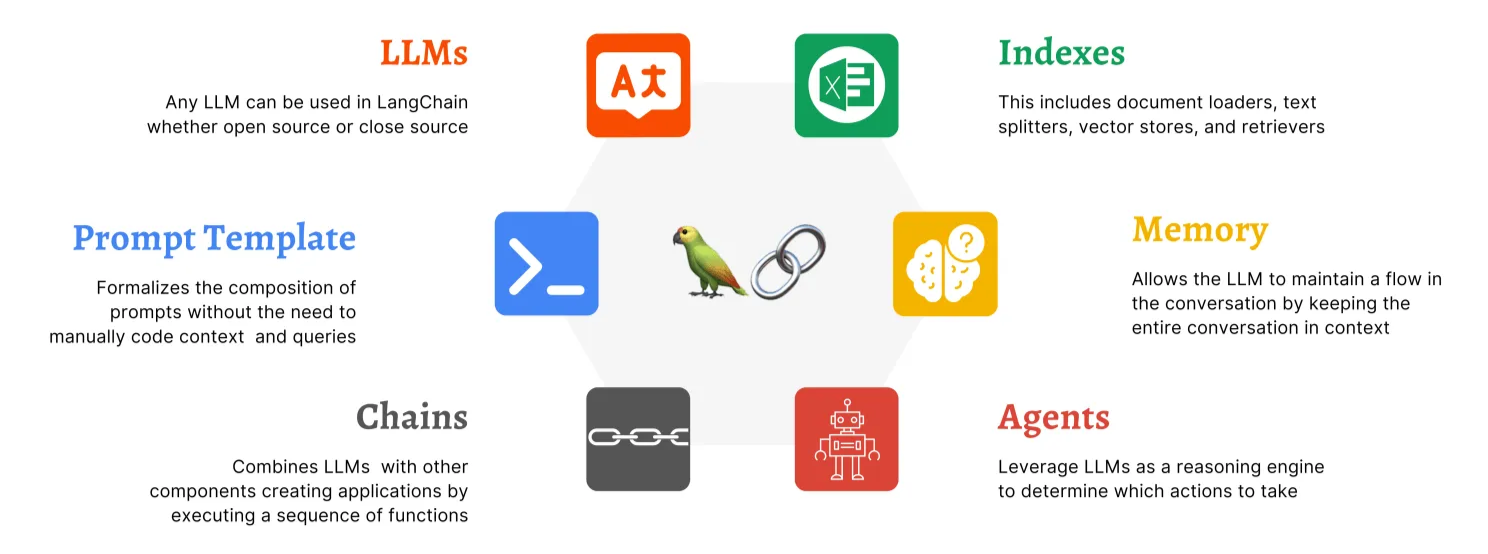 LLMs
Any LLM can be used in LangChain
whether open source or close source
A
Indexes
This includes document loaders, text
splitters, vector stores, and retrievers
X
Prompt Template
Formalizes the composition of
prompts without the need to
manually code context  and queries
Memory
Allows the LLM to maintain a flow in
the conversation by keeping the
entire conversation in context
?
Chains
Combines LLMs  with other
components creating applications by
executing a sequence of functions
Agents
Leverage LLMs as a reasoning engine
to determine which actions to take